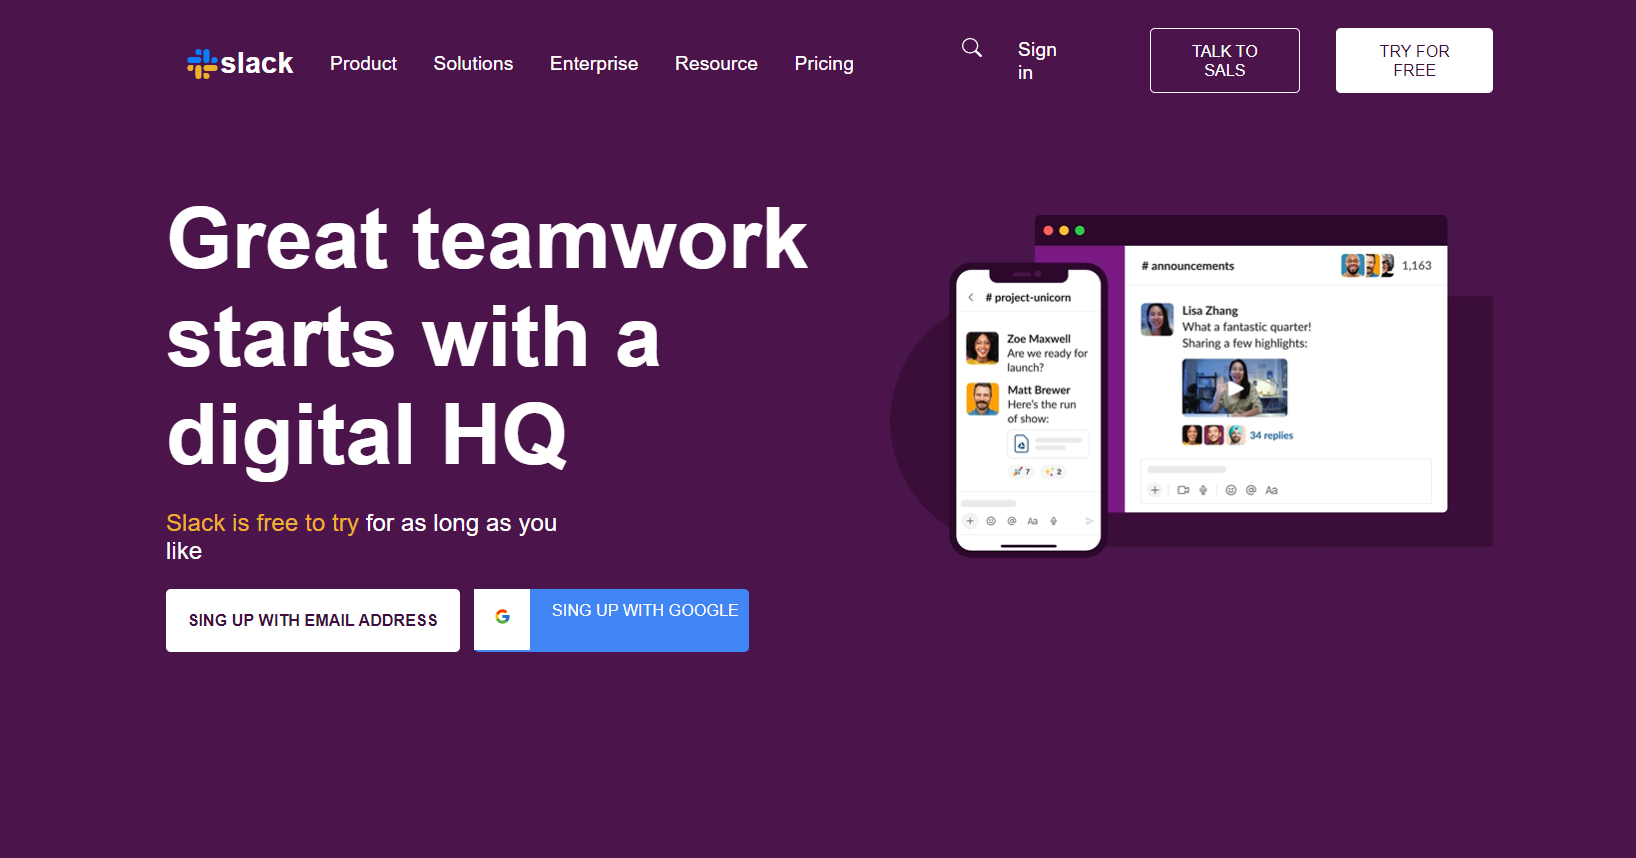 slack
Product
Solutions
Enterprise
Resource
Pricing
Sign
in
TALK TO
SALS
TRY FOR
FREE
Great teamwork
starts with a
digital HQ
Slack is free to try for as long as you
like
SING UP WITH EMAIL ADDRESS
G
SING UP WITH GOOGLE
# project-unicorn
Zoe Maxwell
Are we ready for
launch?
Matt Brewer
Here's the run
of show:
7
2
@
Aa
# announcements
1,163
Lisa Zhang
What a fantastic quarter!
Sharing a few highlights:
34 replies
@
Aa